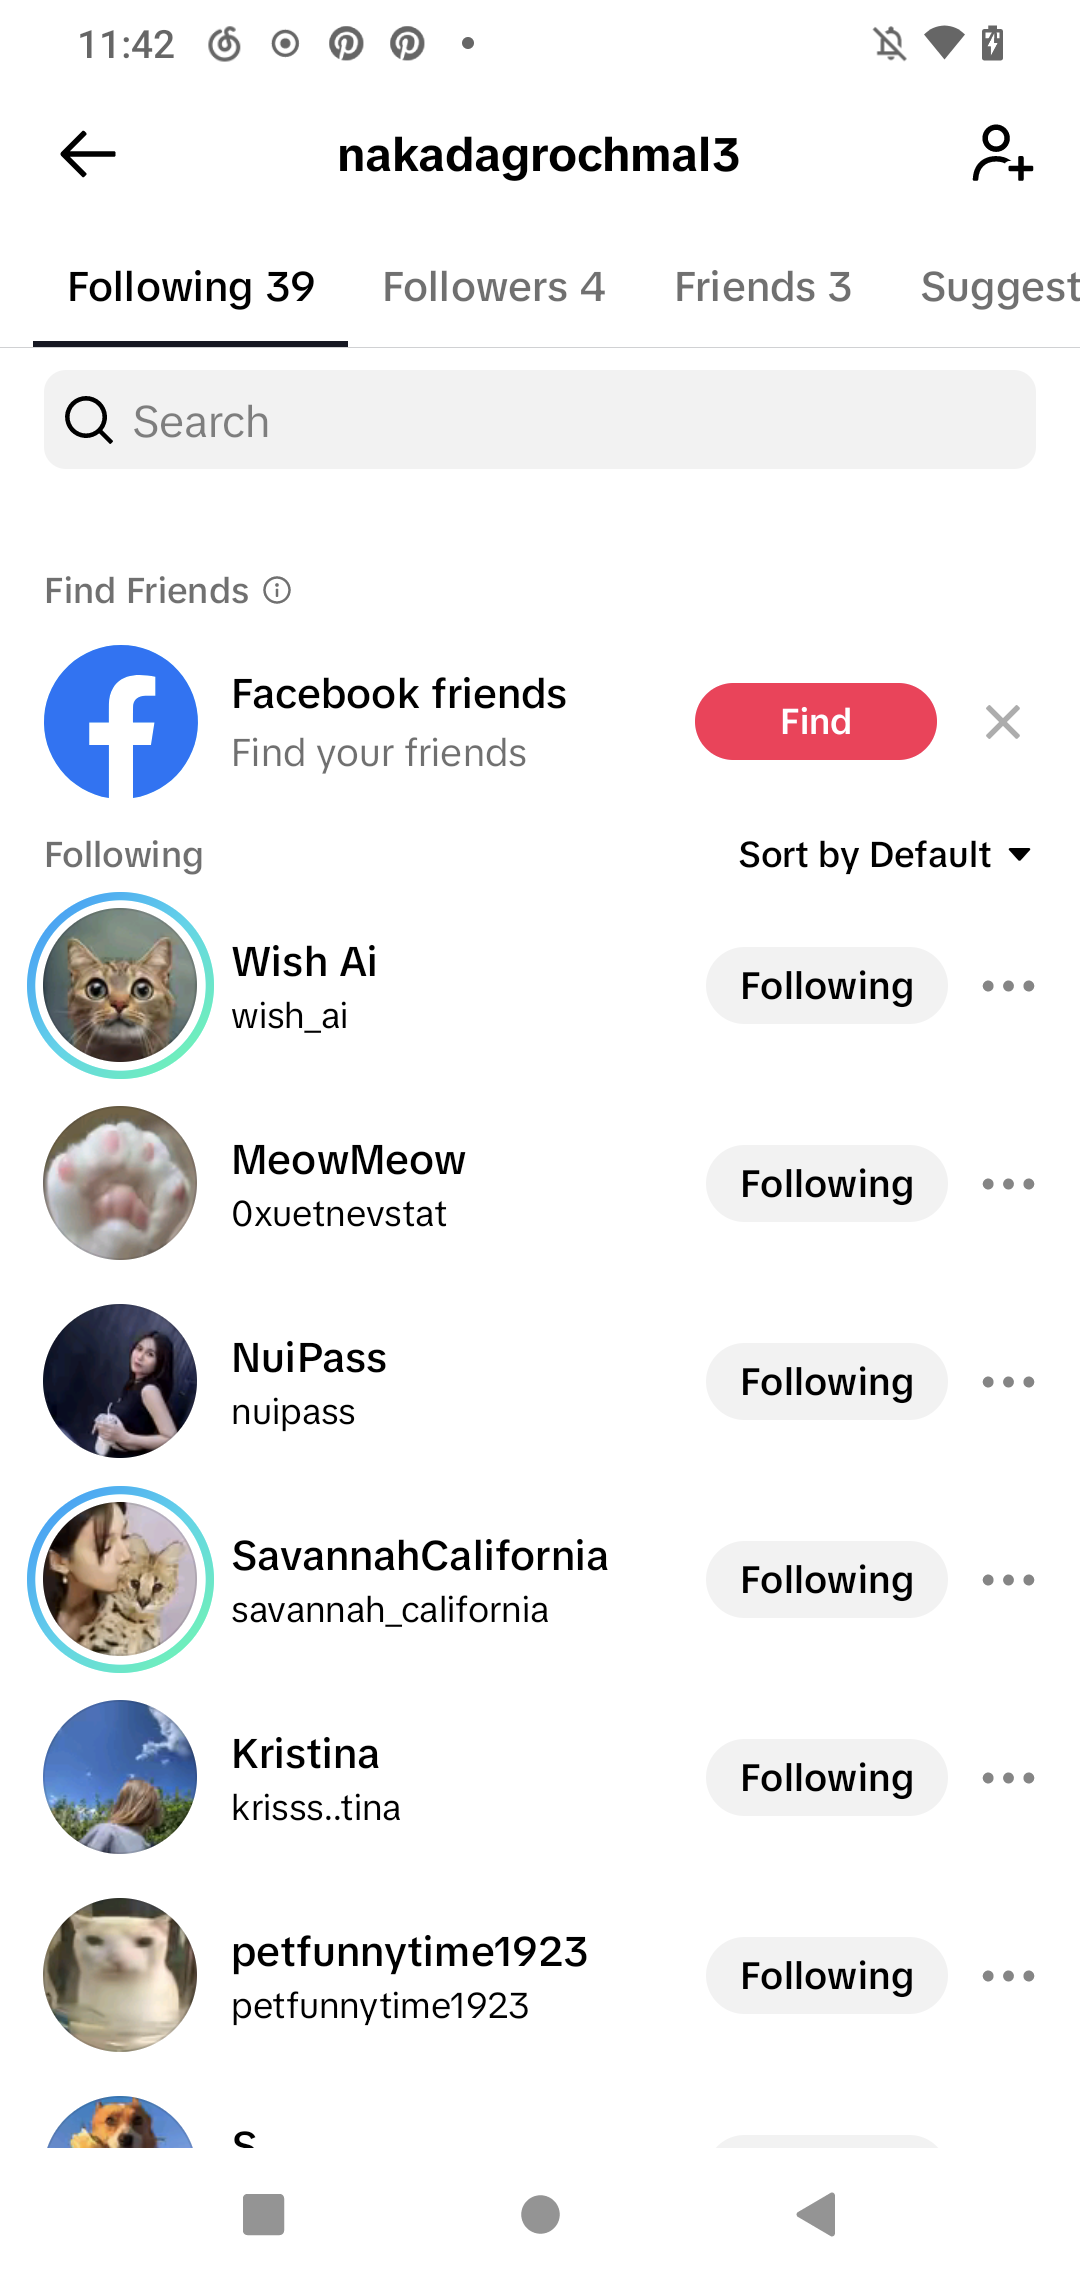 11:42
nakadagrochmal3
Following 39 Followers 4 Friends 3 Suggest
Search
Find Friends
Facebook friends
Find your friends
Find
Following
Sort by Default
Wish Ai
wish_ai
Following
MeowMeow
0xuetnevstat
Following
NuiPass
nuipass
Following
SavannahCalifornia
savannah_california
Following
Kristina
krisss..tina
Following
petfunnytime1923
petfunnytime1923
Following
S